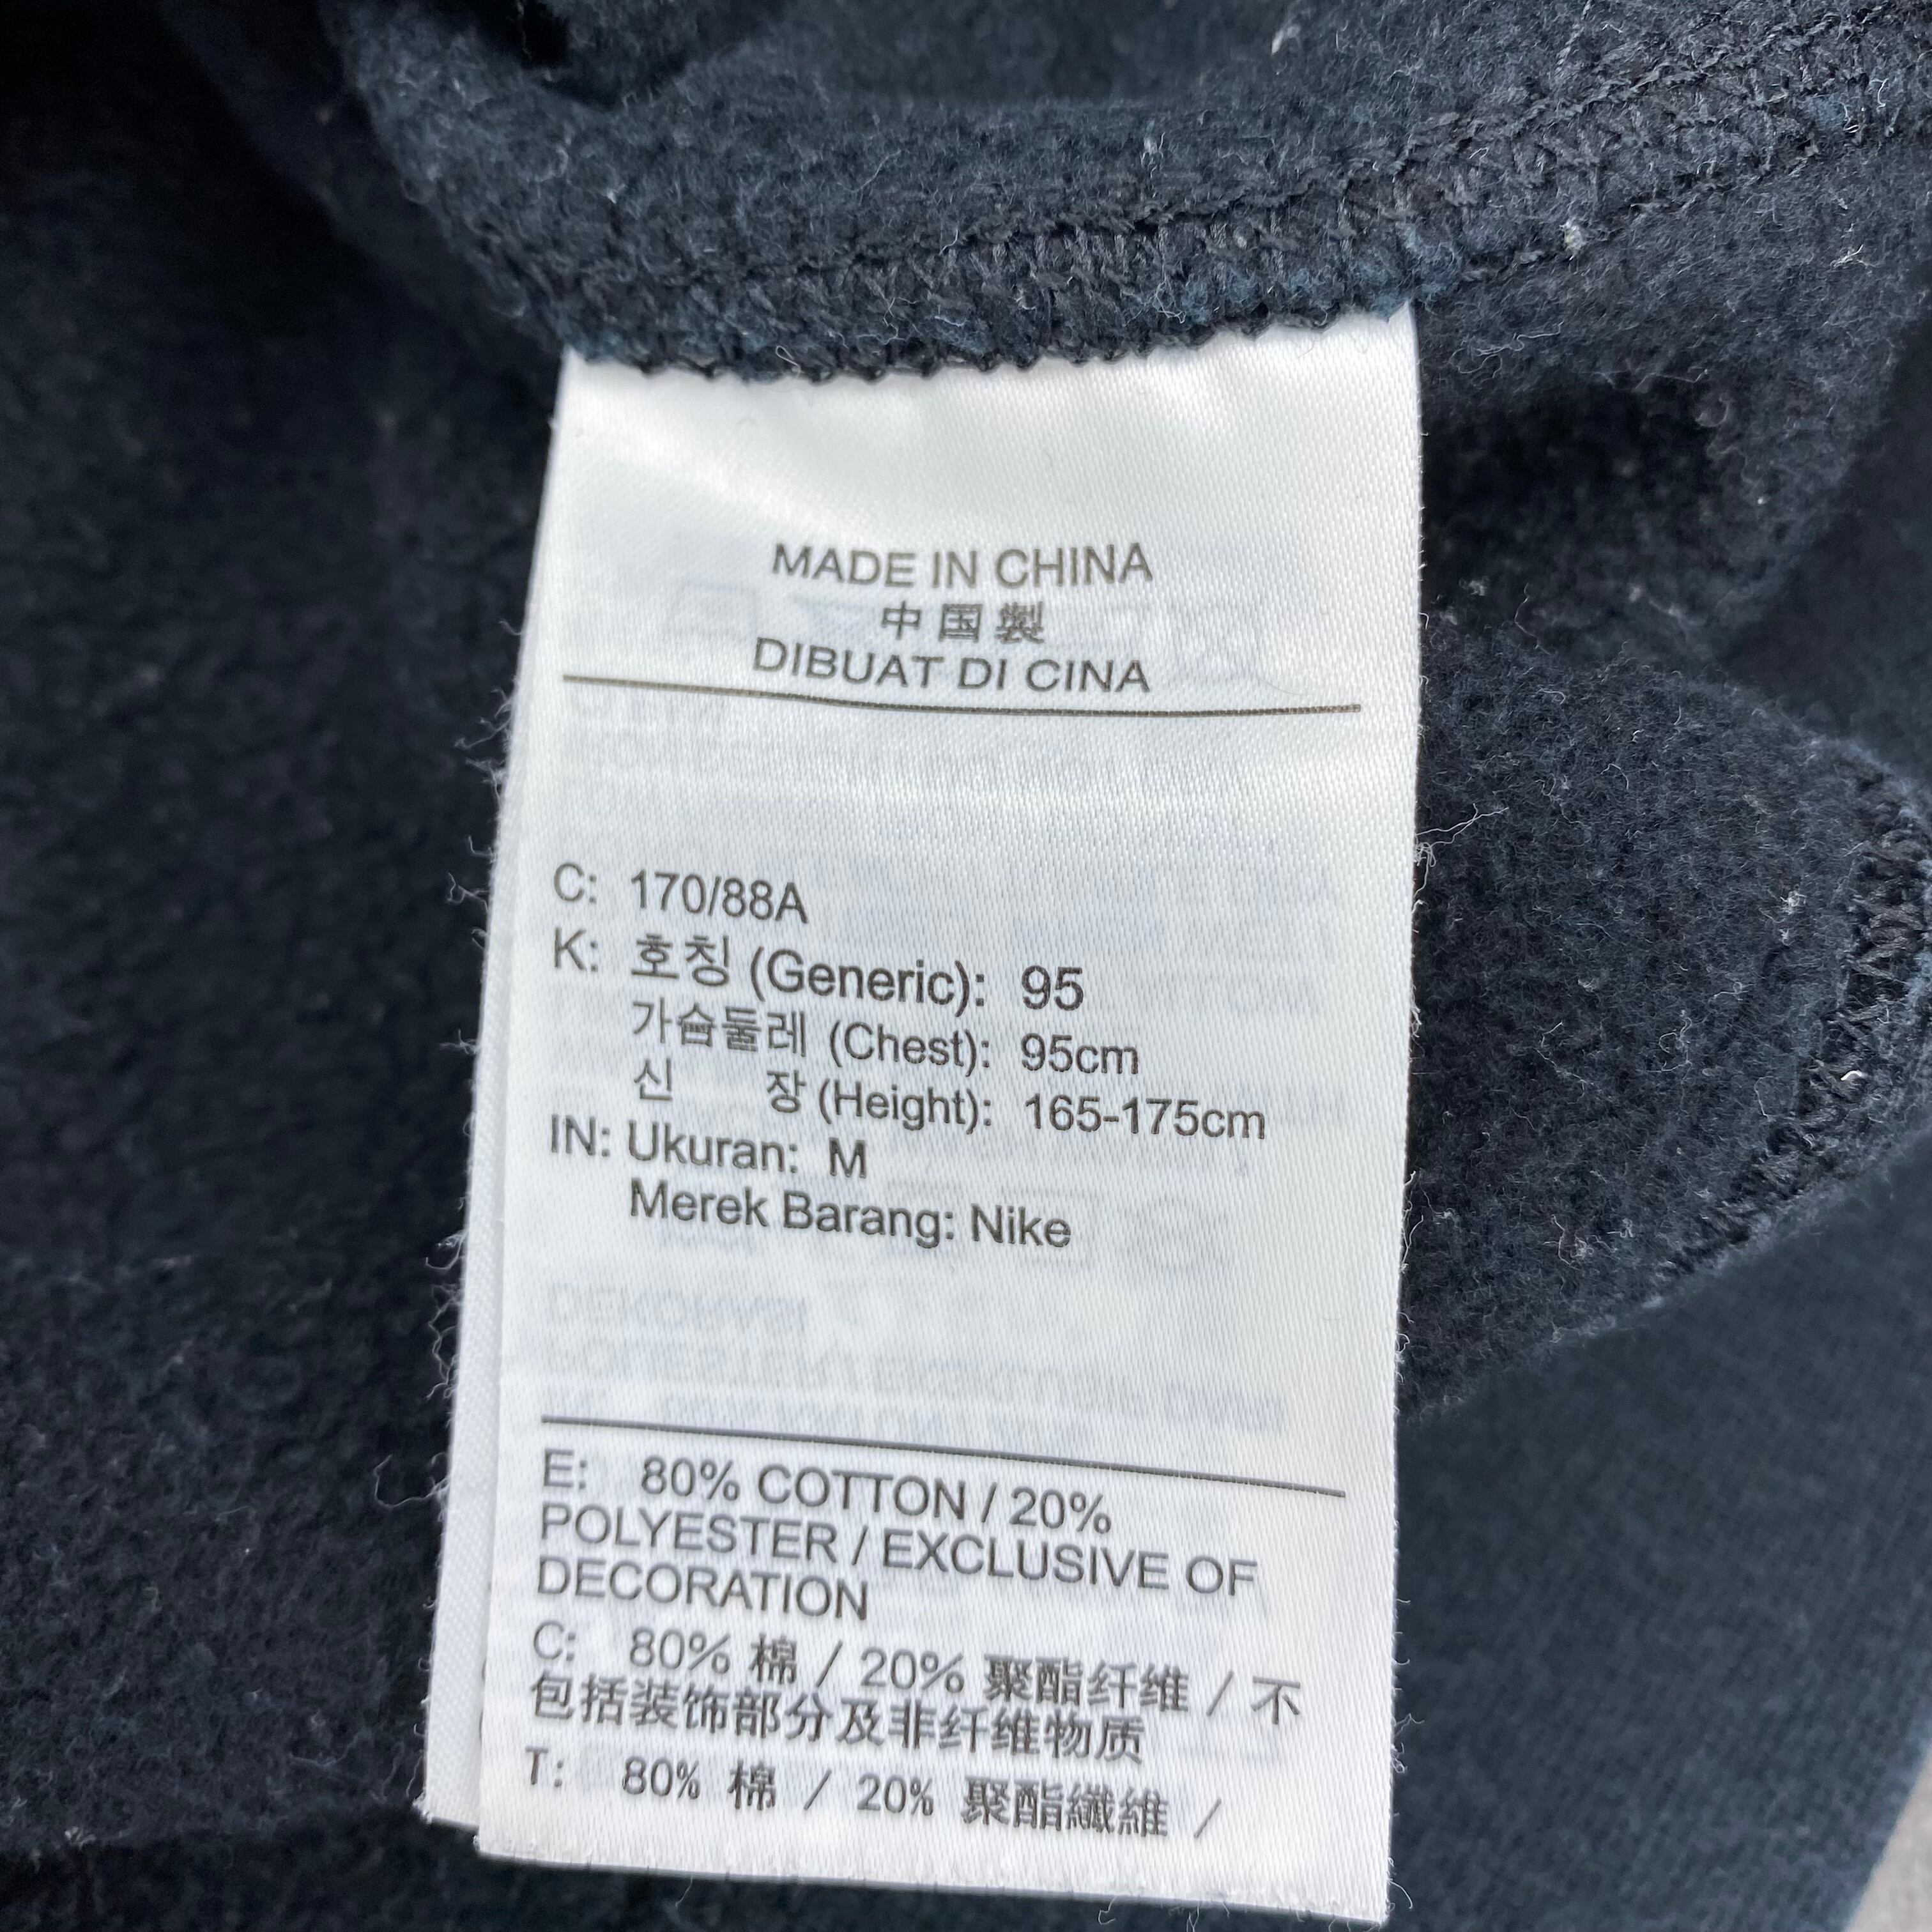 MADE IN CHINA
中国製
DIBUAT DI CINA
C: 170/88A
K: 호칭 (Generic): 95
가슴둘레 (Chest): 95cm
신 장 (Height): 165-175cm
IN: Ukuran: M
Merek Barang: Nike
E: 80% COTTON / 20%
POLYESTER / EXCLUSIVE OF
DECORATION
C: 80% 棉 / 20% 聚酯纤维 / 不
包括装饰部分及非纤维物质
T: 80% 棉 / 20% 聚酯纖維 /